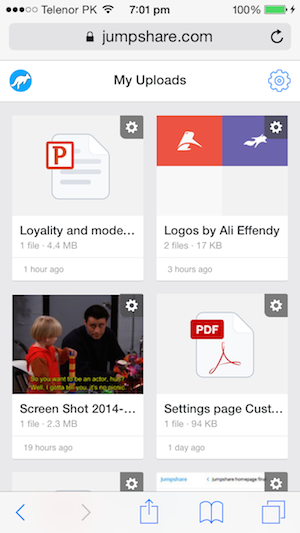 Telenor PK 7:01 pm 100%
jumpshare.com
My Uploads
P
Loyality and mode...
1 file · 4.4 MB
1 hour ago
Logos by Ali Effendy
2 files · 17 KB
3 hours ago
So you want to be an actor, huh?
Well, I gotta tell you, it's no picnic.
Screen Shot 2014-...
1 file · 2.3 MB
19 hours ago
PDF
Settings page Cust...
1 file · 94 KB
1 day ago
jumpshare
jumpshare homepage fina